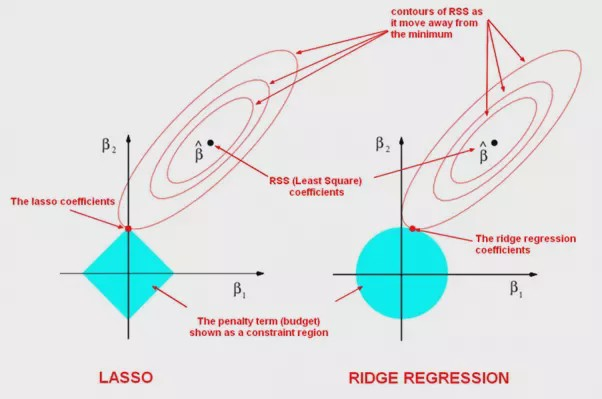 contours of RSS as
it move away from
the minimum
β₂
β̂
β₂
β̂
RSS (Least Square)
coefficients
The lasso coefficients
The ridge regression
coefficients
β₁
β₁
The penalty term (budget)
shown as a constraint region
LASSO
RIDGE REGRESSION